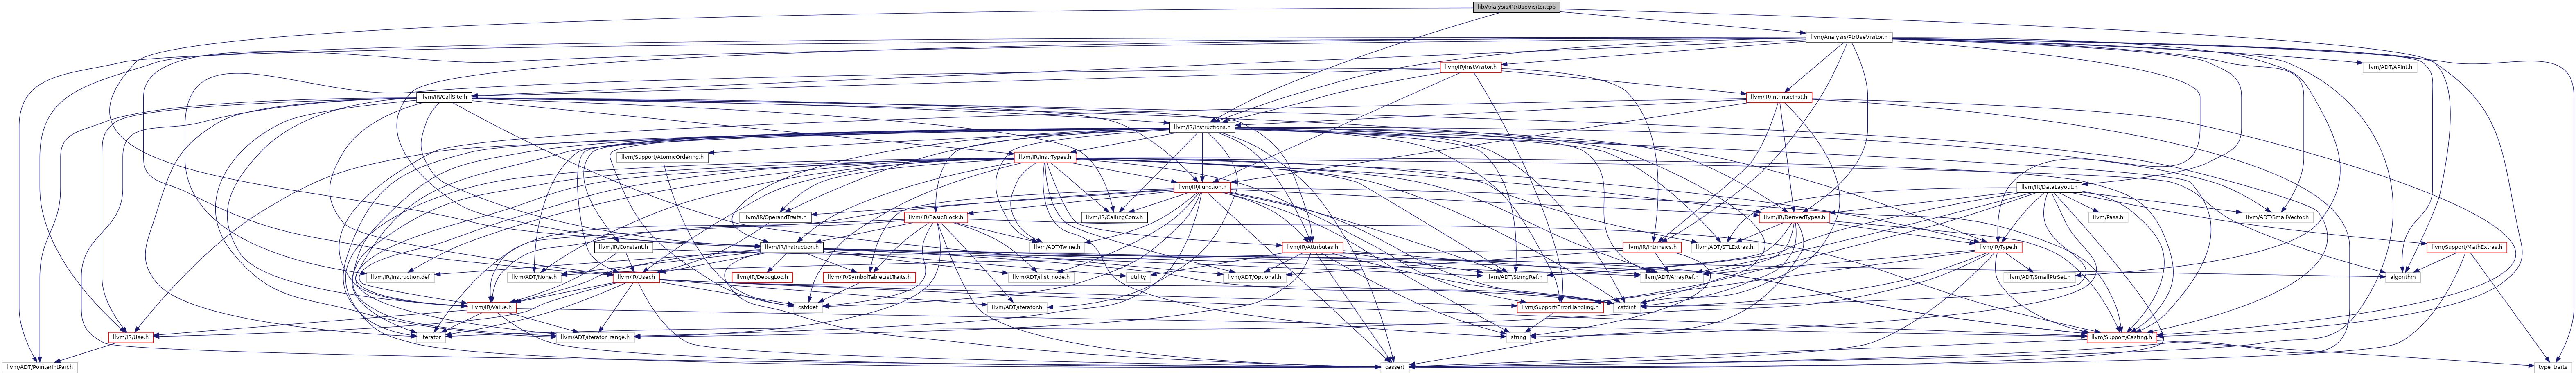 lib/Analysis/PtrUseVisitor.cpp
llvm/Analysis/PtrUseVisitor.h
llvm/IR/InstVisitor.h
llvm/ADT/APInt.h
llvm/IR/CallSite.h
llvm/IR/IntrinsicInst.h
llvm/IR/Instructions.h
llvm/Support/AtomicOrdering.h
llvm/IR/InstrTypes.h
llvm/IR/Function.h
llvm/IR/DataLayout.h
llvm/IR/OperandTraits.h
llvm/IR/BasicBlock.h
llvm/IR/CallingConv.h
llvm/IR/DerivedTypes.h
llvm/Pass.h
llvm/ADT/SmallVector.h
llvm/IR/Constant.h
llvm/IR/Instruction.h
llvm/ADT/Twine.h
llvm/IR/Attributes.h
llvm/IR/Intrinsics.h
llvm/ADT/STLExtras.h
llvm/IR/Type.h
llvm/Support/MathExtras.h
llvm/IR/Instruction.def
llvm/ADT/None.h
llvm/IR/User.h
llvm/IR/DebugLoc.h
llvm/IR/SymbolTableListTraits.h
llvm/ADT/ilist_node.h
utility
llvm/ADT/Optional.h
llvm/ADT/StringRef.h
llvm/ADT/ArrayRef.h
llvm/ADT/SmallPtrSet.h
algorithm
llvm/IR/Value.h
cstddef
llvm/ADT/iterator.h
llvm/Support/ErrorHandling.h
cstdint
llvm/IR/Use.h
iterator
llvm/ADT/iterator_range.h
string
llvm/Support/Casting.h
llvm/ADT/PointerIntPair.h
cassert
type_traits